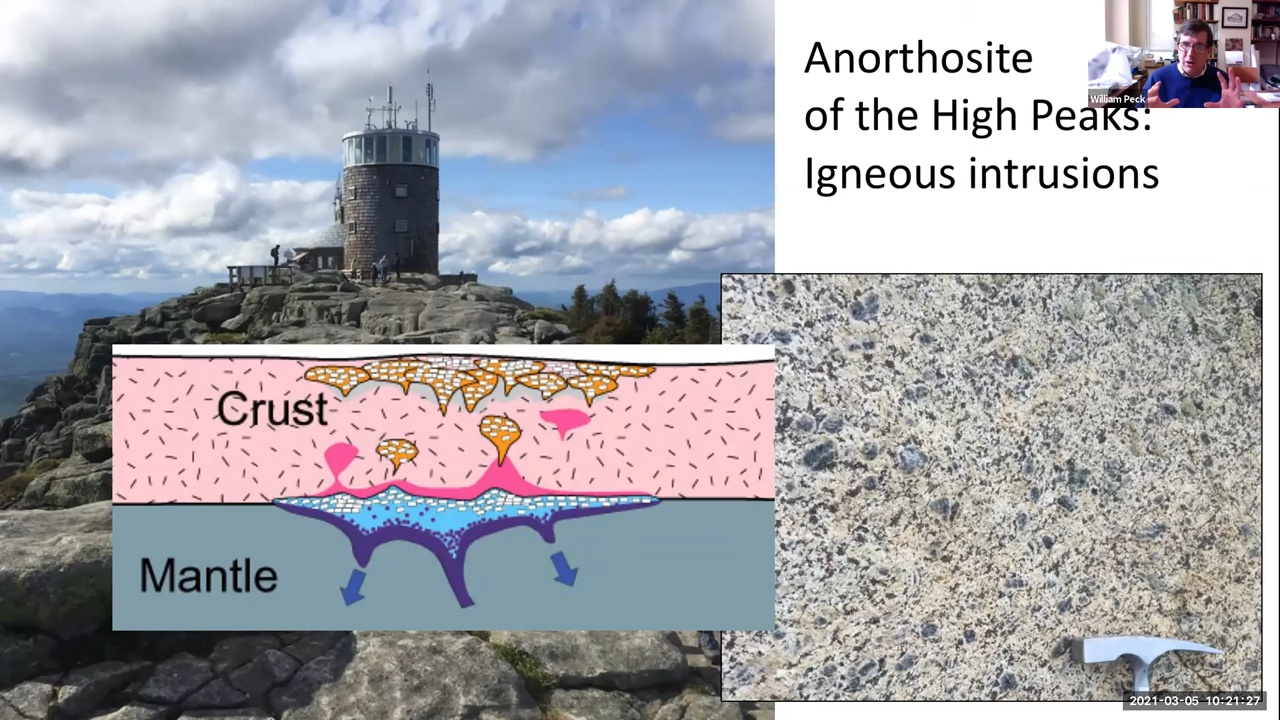 Anorthosite
of the High Peaks:
Igneous intrusions
William Peck
Crust
Mantle
2021-03-05 10:21:27